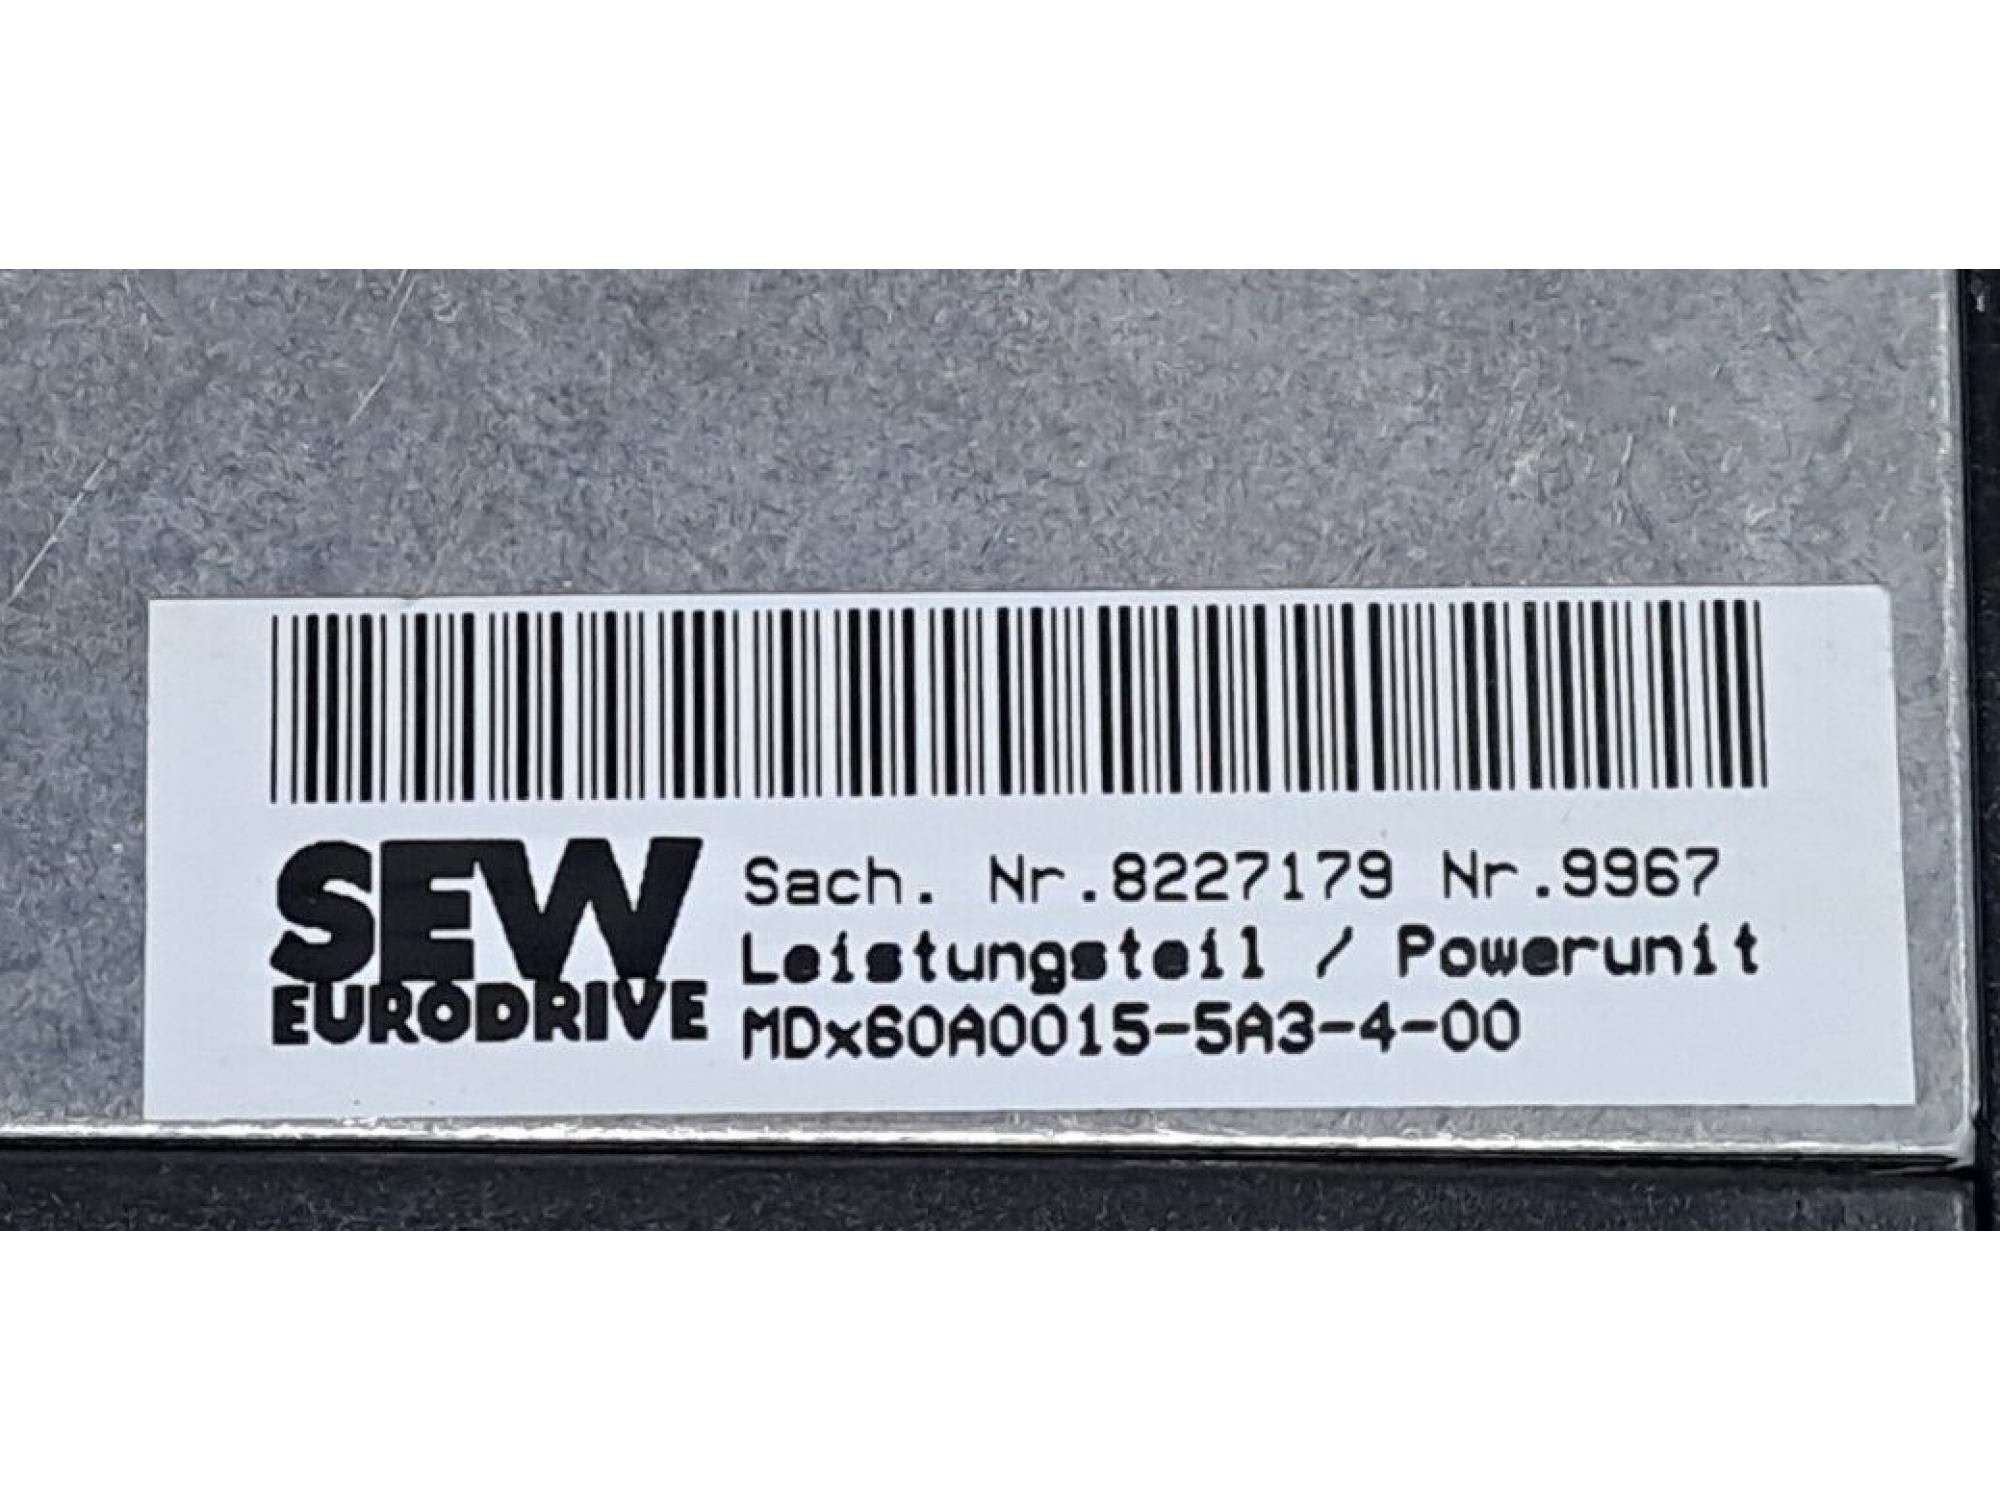 SEW
EURODRIVE
Sach. Nr.8227179 Nr.9967
Leistungsteil / Powerunit
MDx60A0015-5A3-4-00